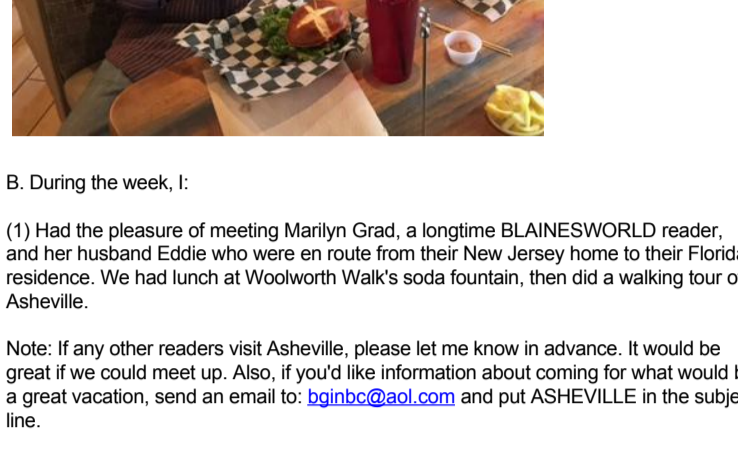 B. During the week, I:
(1) Had the pleasure of meeting Marilyn Grad, a longtime BLAINESWORLD reader,
and her husband Eddie who were en route from their New Jersey home to their Florid
residence. We had lunch at Woolworth Walk's soda fountain, then did a walking tour o
Asheville.
Note: If any other readers visit Asheville, please let me know in advance. It would be
great if we could meet up. Also, if you'd like information about coming for what would b
a great vacation, send an email to: bginbc@aol.com and put ASHEVILLE in the subje
line.